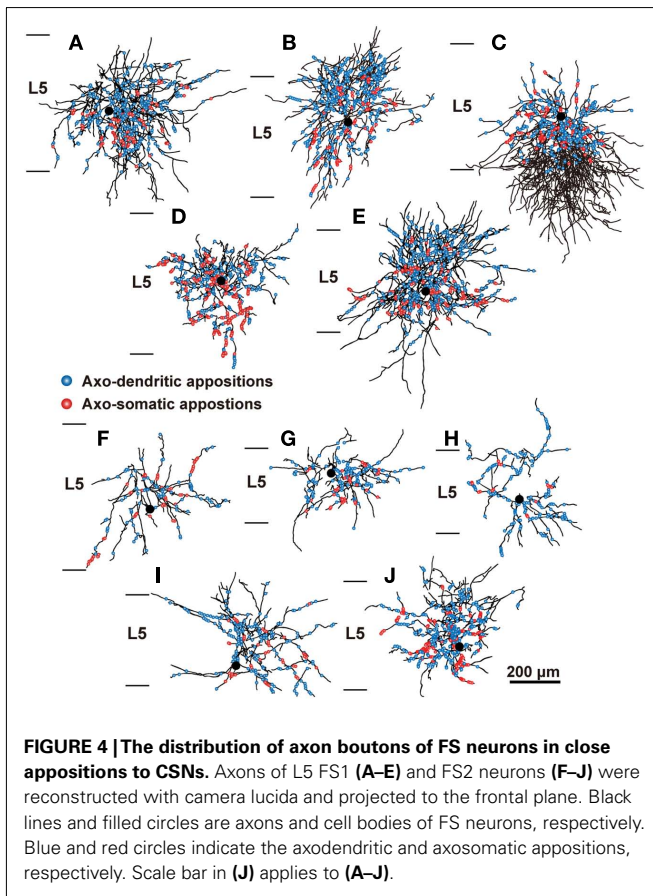 A
B
C
L5
L5
L5
D
E
L5
L5
Axo-dendritic appositions
Axo-somatic appostions
F
G
H
L5
L5
L5
I
J
L5
L5
200 µm
FIGURE 4 | The distribution of axon boutons of FS neurons in close
appositions to CSNs. Axons of L5 FS1 (A–E) and FS2 neurons (F–J) were
reconstructed with camera lucida and projected to the frontal plane. Black
lines and filled circles are axons and cell bodies of FS neurons, respectively.
Blue and red circles indicate the axodendritic and axosomatic appositions,
respectively. Scale bar in (J) applies to (A–J).